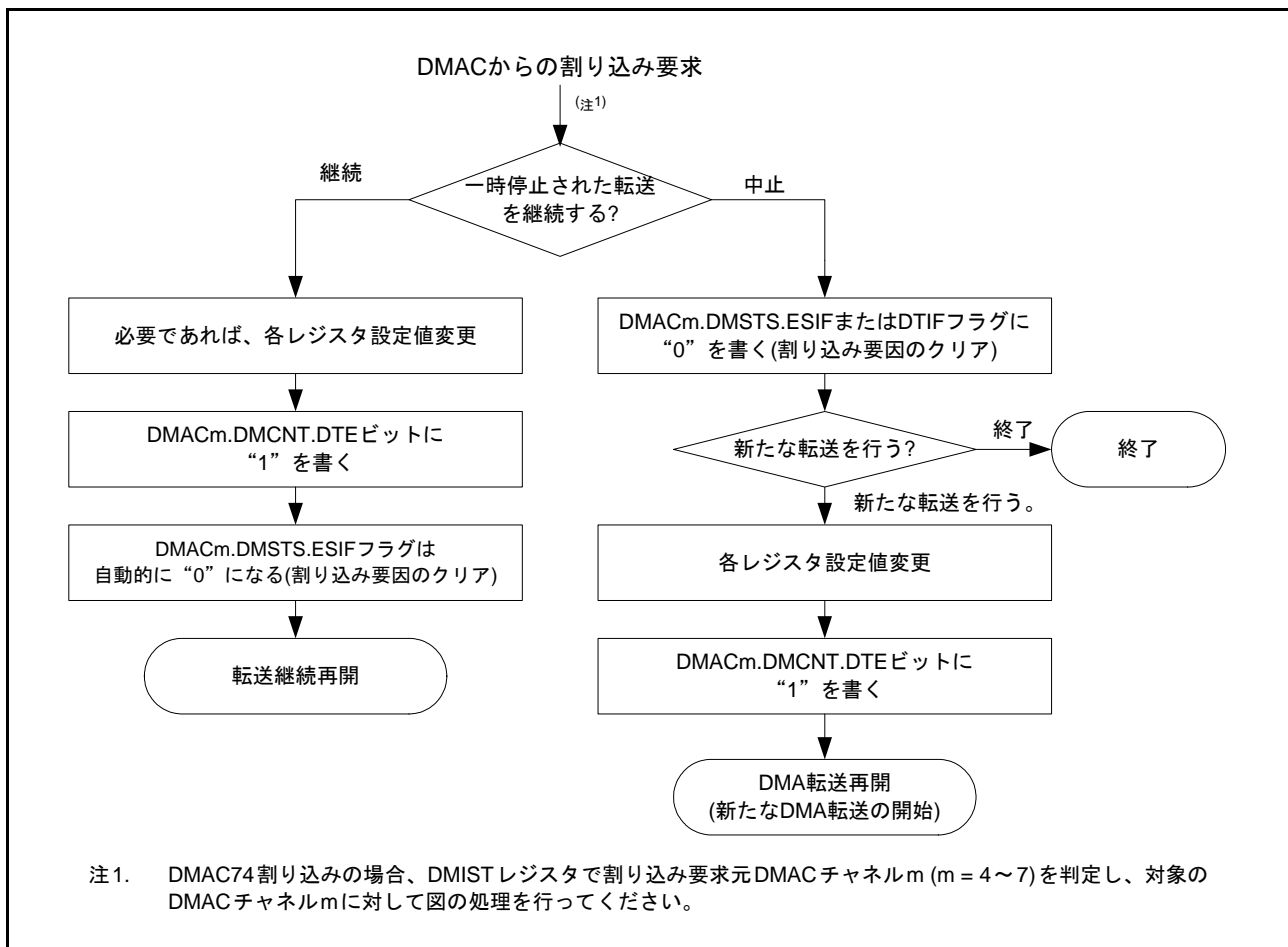 DMACからの割り込み要求
(注1)
一時停止された転送
を継続する?
継続
中止
必要であれば、各レジスタ設定値変更
DMACm.DMCNT.DTEビットに
“1”を書く
DMACm.DMSTS.ESIFフラグは
自動的に“0”になる(割り込み要因のクリア)
転送継続再開
DMACm.DMSTS.ESIFまたはDTIFフラグに
“0”を書く(割り込み要因のクリア)
新たな転送を行う?
終了
終了
新たな転送を行う。
各レジスタ設定値変更
DMACm.DMCNT.DTEビットに
“1”を書く
DMA転送再開
(新たなDMA転送の開始)
注1. DMAC74割り込みの場合、DMISTレジスタで割り込み要求元DMACチャネルm (m = 4～7)を判定し、対象の
DMACチャネルmに対して図の処理を行ってください。